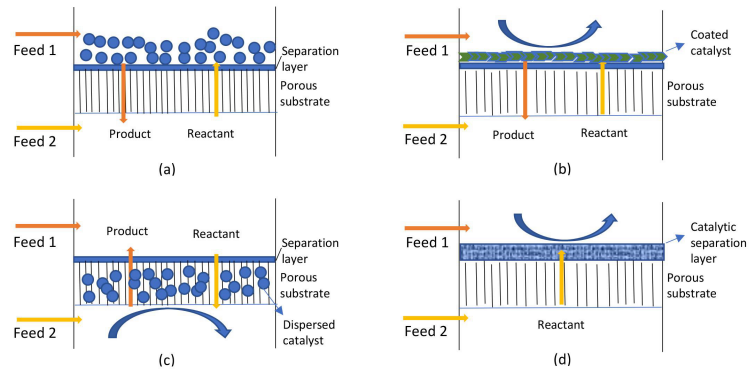 Feed 1
Separation
layer
Porous
substrate
Feed 2
Product
Reactant
(a)
Feed 1
Coated
catalyst
Porous
substrate
Feed 2
Product
Reactant
(b)
Feed 1
Product
Reactant
Separation
layer
Porous
substrate
Feed 2
Dispersed
catalyst
(c)
Feed 1
Catalytic
separation
layer
Porous
substrate
Feed 2
Reactant
(d)